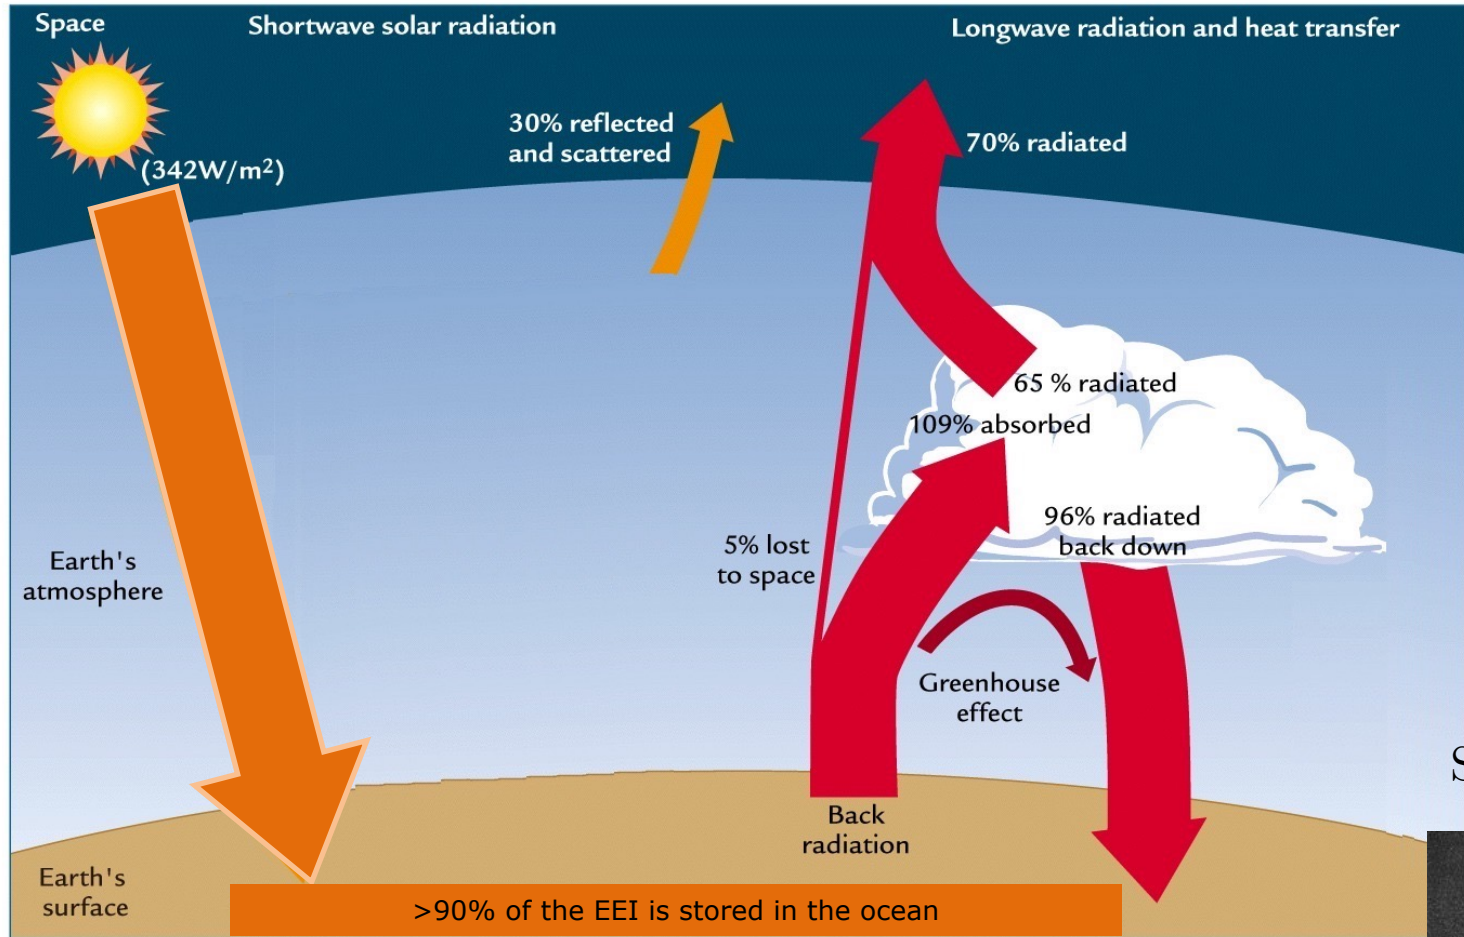 Space
Shortwave solar radiation
Longwave radiation and heat transfer
30% reflected
and scattered
70% radiated
(342W/m²)
65 % radiated
109% absorbed
96% radiated
back down
5% lost
to space
Earth's
atmosphere
Greenhouse
effect
S
Back
radiation
Earth's
surface
>90% of the EEI is stored in the ocean